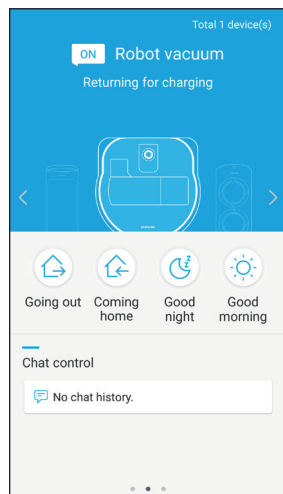 Total 1 device(s)
ON Robot vacuum
Returning for charging
SAMSUNG
Going out Coming home Good night Good morning
Chat control
No chat history.